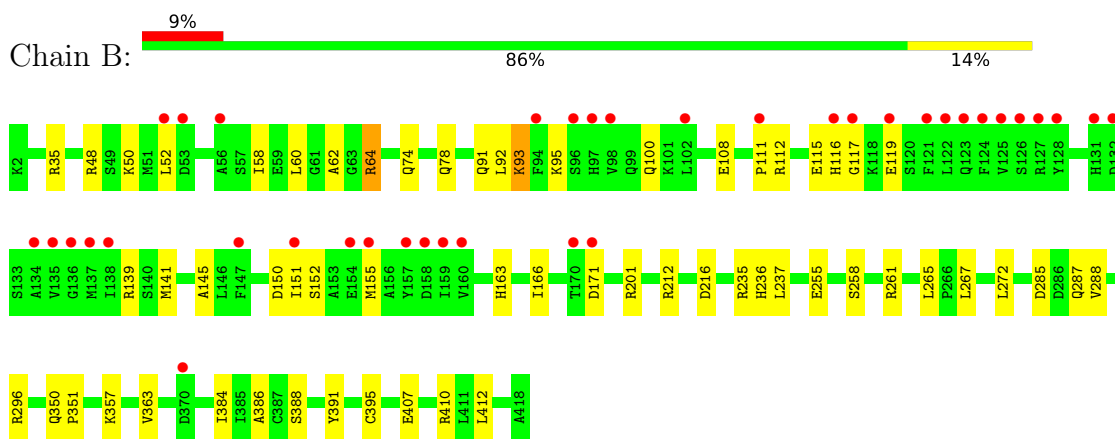 9%
Chain B:
86% 14%
K2 R35 R48 S49 K50 M51 L52 D53 A56 S57 I58 E59 L60 G61 A62 G63 R64 Q74 Q78 Q91 L92 K93 F94 K95 S96 H97 V98 Q99 Q100 K101 L102 E108 P111 R112 E115 H116 G117 K118 E119 S120 F121 L122 Q123 F124 V125 S126 R127 Y128 H131 D132
S133 A134 V135 G136 M137 I138 R139 S140 M141 A145 L146 F147 D150 I151 S152 A153 E154 M155 A156 Y157 D158 I159 V160 H163 I166 T170 D171 R201 R212 D216 R235 H236 L237 E255 S258 R261 L265 P266 L267 L272 D285 D286 Q287 V288
R296 Q350 P351 K357 V363 D370 I384 I385 A386 C387 S388 Y391 C395 E407 R410 L411 L412 A418